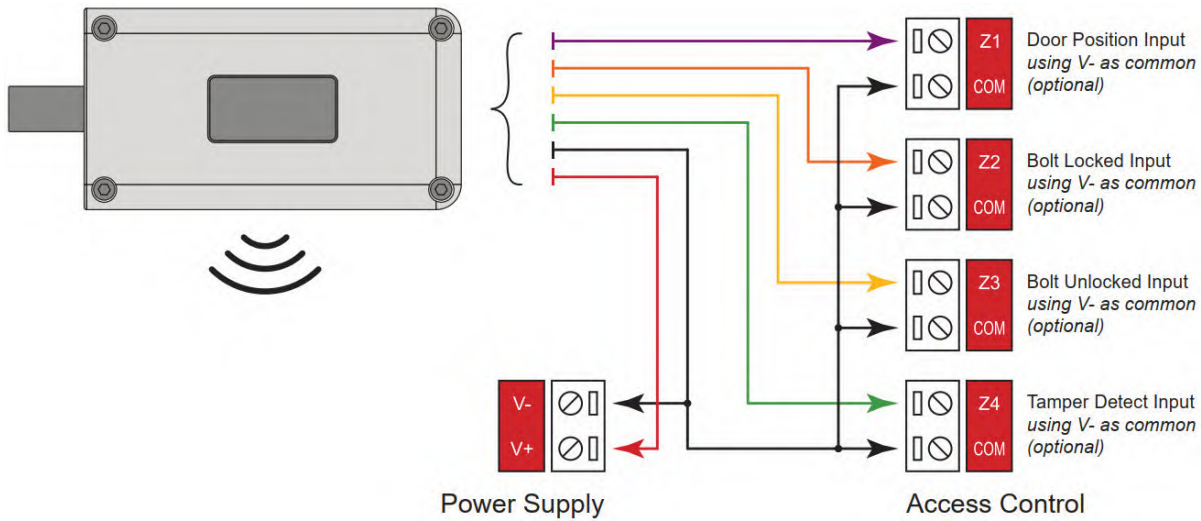 Z1
COM
Door Position Input
using V- as common
(optional)
Z2
COM
Bolt Locked Input
using V- as common
(optional)
Z3
COM
Bolt Unlocked Input
using V- as common
(optional)
V-
V+
Z4
COM
Tamper Detect Input
using V- as common
(optional)
Power Supply
Access Control